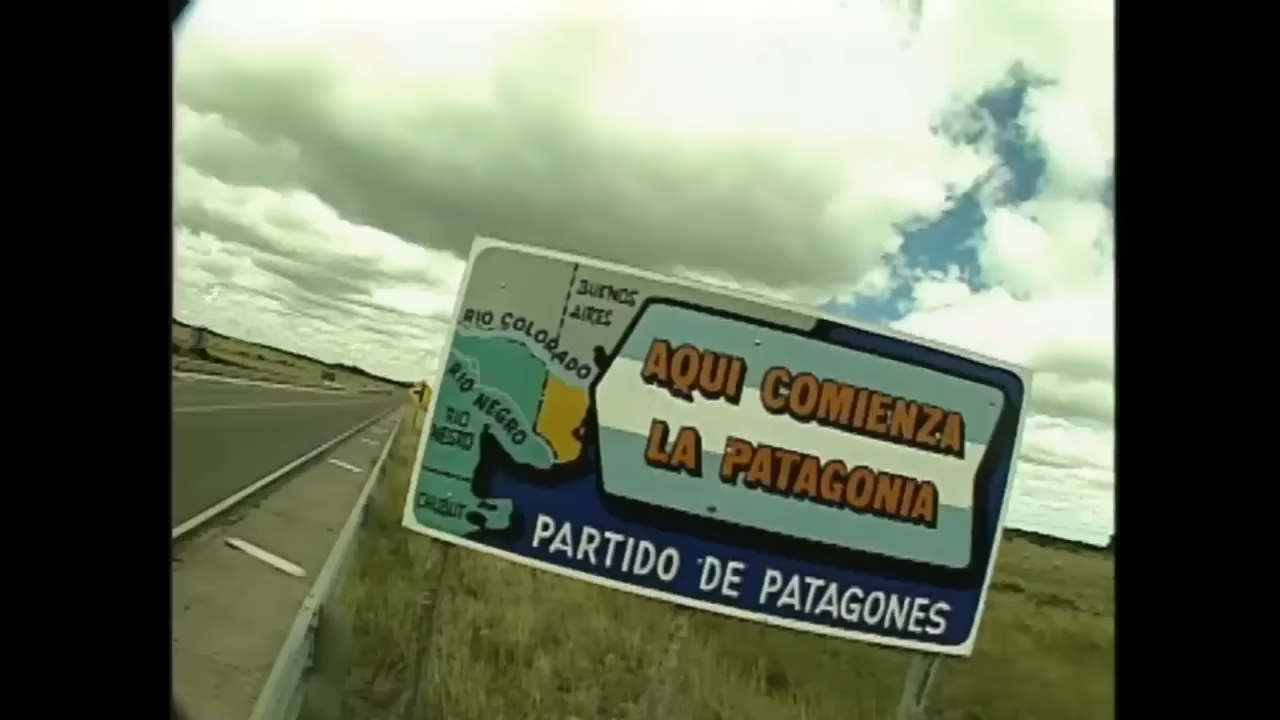 BUENOS
AIRES
RIO COLORADO
RIO NEGRO
RIO
NEGRO
CHUBUT
AQUI COMIENZA
LA PATAGONIA
PARTIDO DE PATAGONES